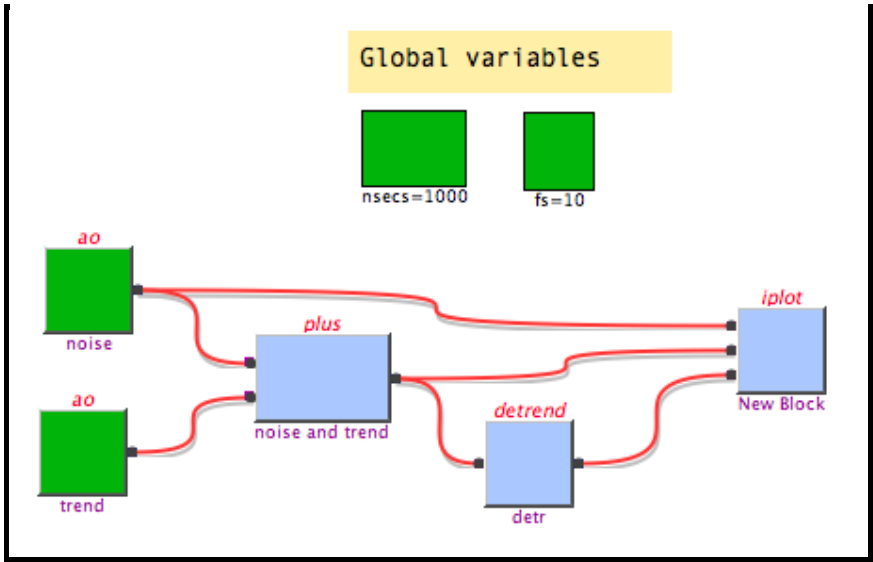 Global variables
nsecs=1000
fs=10
ao
noise
plus
noise and trend
iplot
New Block
ao
trend
detrend
detr